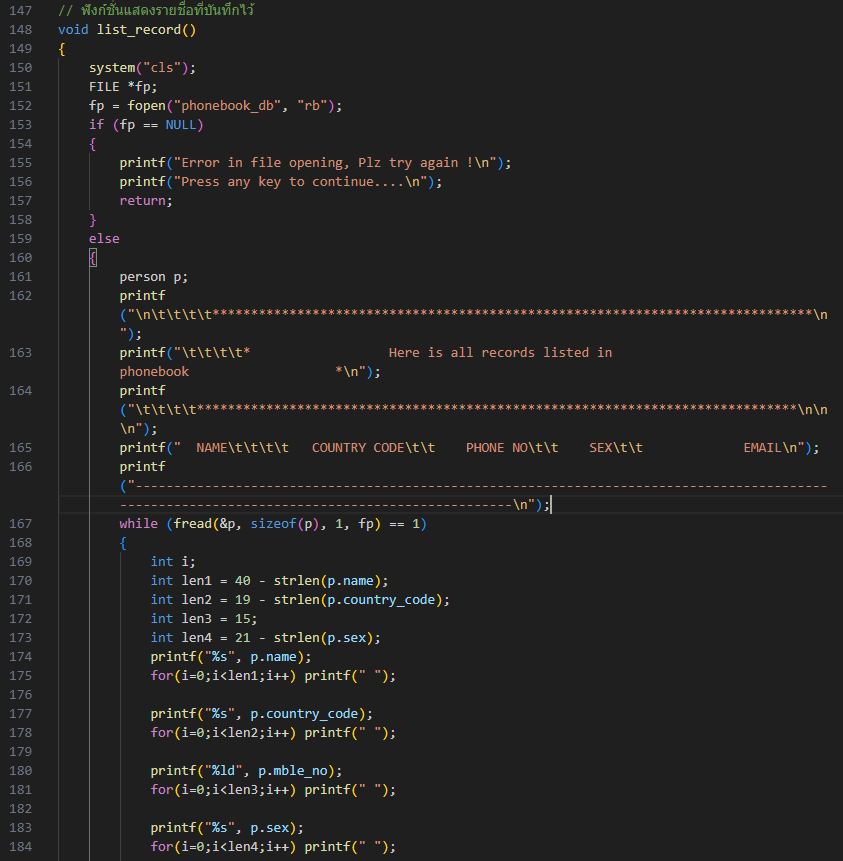 147 // ฟังก์ชั่นแสดงรายชื่อที่บันทึกไว้
148 void list_record()
149 {
150 system("cls");
151 FILE *fp;
152 fp = fopen("phonebook_db", "rb");
153 if (fp == NULL)
154 {
155 printf("Error in file opening, Plz try again !\n");
156 printf("Press any key to continue....\n");
157 return;
158 }
159 else
160 {
161 person p;
162 printf
("\n\t\t\t\t******************************************************************************\n
");
163 printf("\t\t\t\t*                  Here is all records listed in
phonebook                   *\n");
164 printf
("\t\t\t\t******************************************************************************\n\n
\n");
165 printf("  NAME\t\t\t\t   COUNTRY CODE\t\t    PHONE NO\t\t    SEX\t\t             EMAIL\n");
166 printf
("------------------------------------------------------------------------------------------
---------------------------------------------------\n");
167 while (fread(&p, sizeof(p), 1, fp) == 1)
168 {
169 int i;
170 int len1 = 40 - strlen(p.name);
171 int len2 = 19 - strlen(p.country_code);
172 int len3 = 15;
173 int len4 = 21 - strlen(p.sex);
174 printf("%s", p.name);
175 for(i=0;i<len1;i++) printf(" ");
176
177 printf("%s", p.country_code);
178 for(i=0;i<len2;i++) printf(" ");
179
180 printf("%ld", p.mble_no);
181 for(i=0;i<len3;i++) printf(" ");
182
183 printf("%s", p.sex);
184 for(i=0;i<len4;i++) printf(" ");